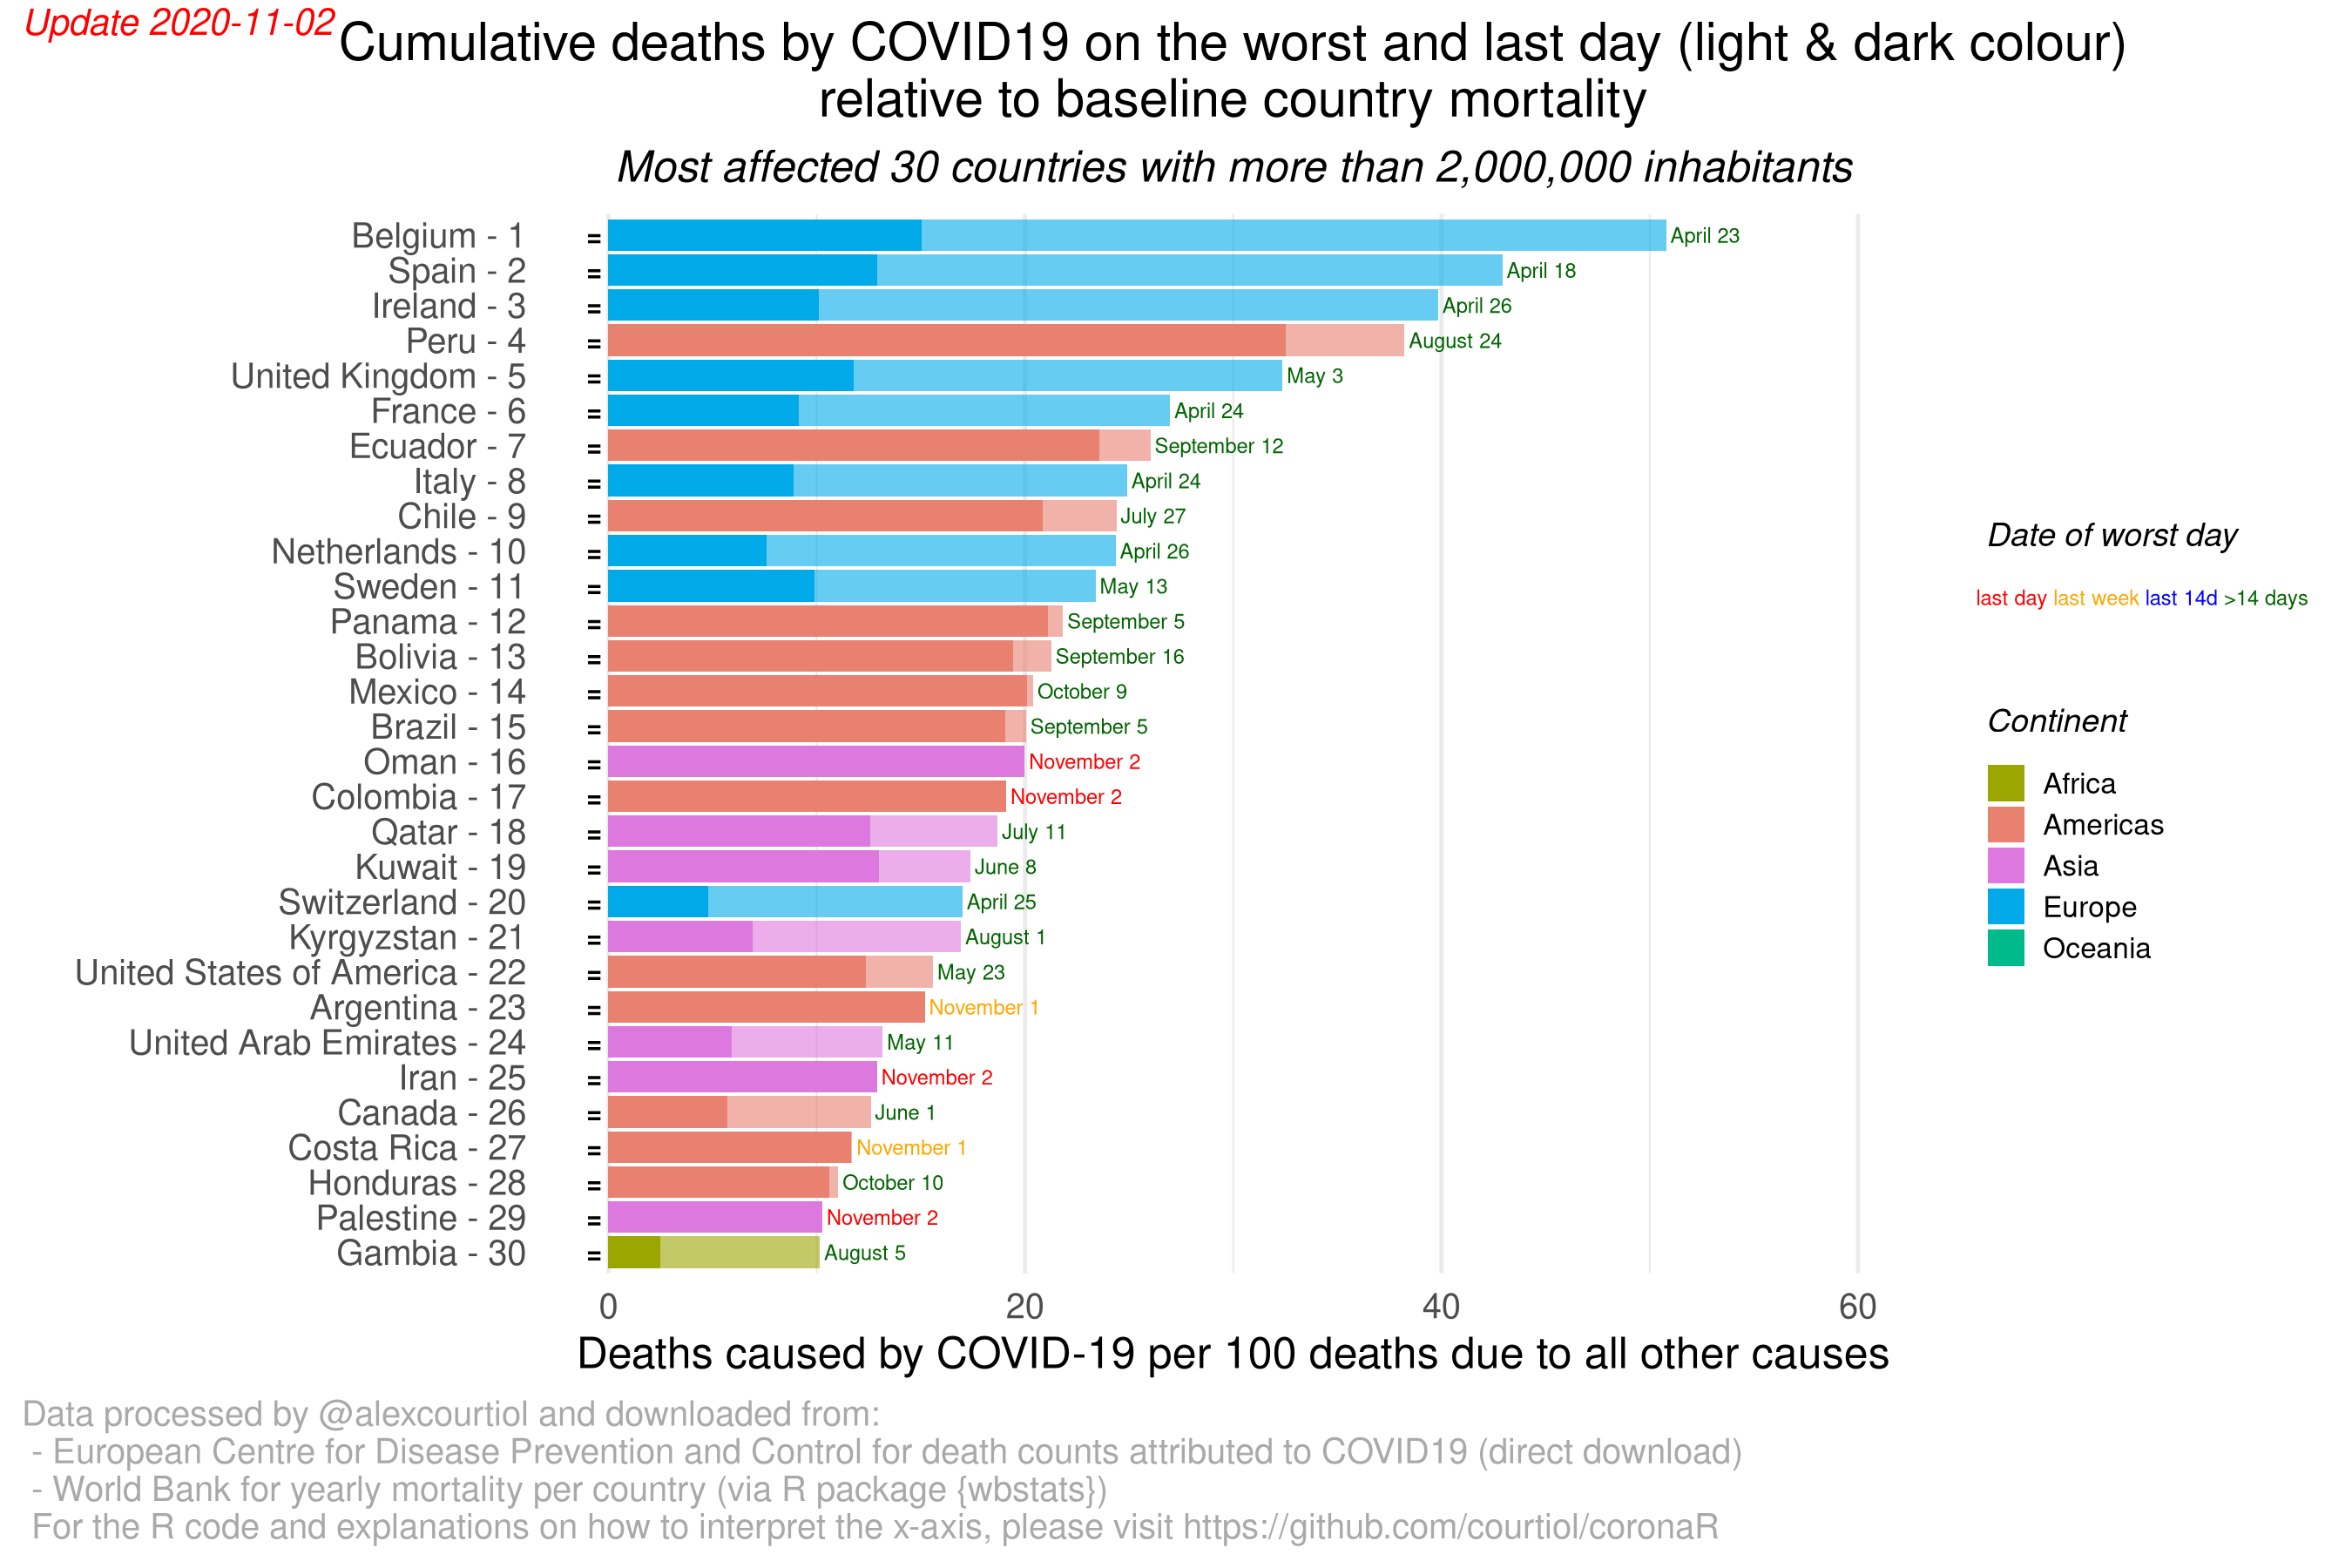 Update 2020-11-02
Cumulative deaths by COVID19 on the worst and last day (light & dark colour)
relative to baseline country mortality
Most affected 30 countries with more than 2,000,000 inhabitants
Belgium - 1 = April 23
Spain - 2 = April 18
Ireland - 3 = April 26
Peru - 4 = August 24
United Kingdom - 5 = May 3
France - 6 = April 24
Ecuador - 7 = September 12
Italy - 8 = April 24
Chile - 9 = July 27
Netherlands - 10 = April 26
Sweden - 11 = May 13
Panama - 12 = September 5
Bolivia - 13 = September 16
Mexico - 14 = October 9
Brazil - 15 = September 5
Oman - 16 = November 2
Colombia - 17 = November 2
Qatar - 18 = July 11
Kuwait - 19 = June 8
Switzerland - 20 = April 25
Kyrgyzstan - 21 = August 1
United States of America - 22 = May 23
Argentina - 23 = November 1
United Arab Emirates - 24 = May 11
Iran - 25 = November 2
Canada - 26 = June 1
Costa Rica - 27 = November 1
Honduras - 28 = October 10
Palestine - 29 = November 2
Gambia - 30 = August 5
0 20 40 60
Deaths caused by COVID-19 per 100 deaths due to all other causes
Date of worst day
last day last week last 14d >14 days
Continent
Africa
Americas
Asia
Europe
Oceania
Data processed by @alexcourtiol and downloaded from:
- European Centre for Disease Prevention and Control for death counts attributed to COVID19 (direct download)
- World Bank for yearly mortality per country (via R package {wbstats})
For the R code and explanations on how to interpret the x-axis, please visit https://github.com/courtiol/coronaR